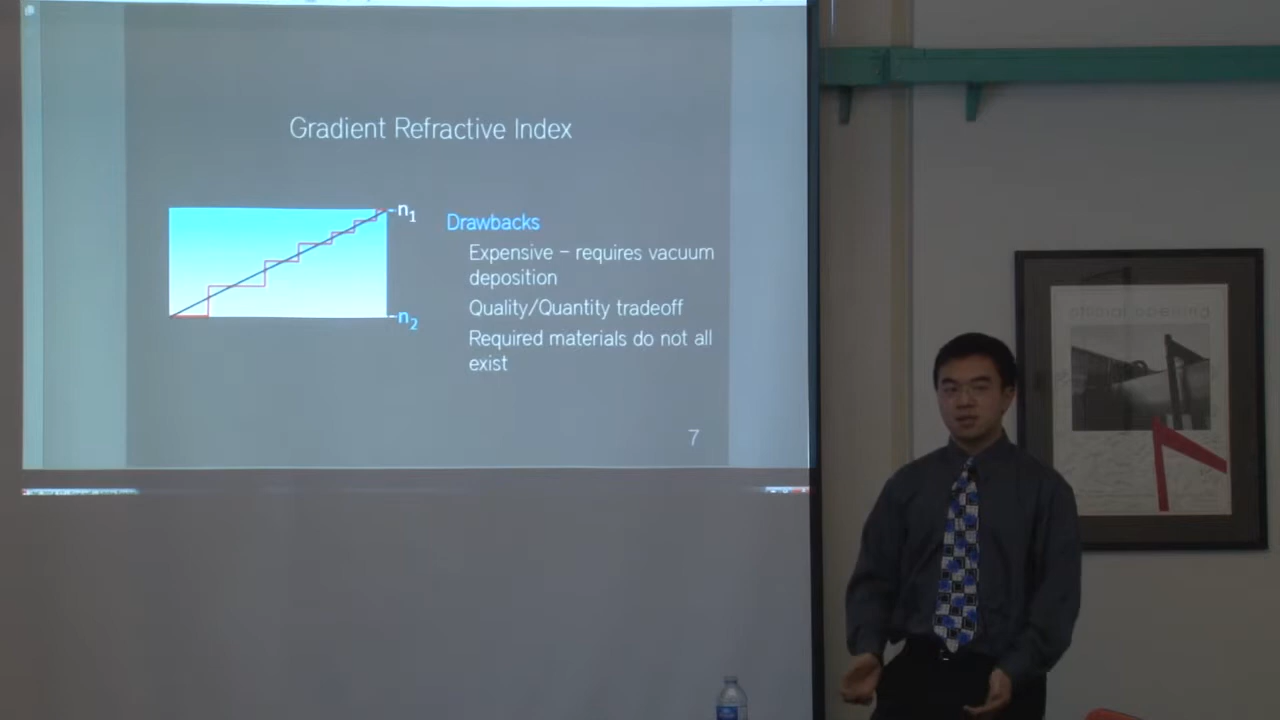 Gradient Refractive Index
n1
Drawbacks
Expensive – requires vacuum
deposition
Quality/Quantity tradeoff
n2
Required materials do not all
exist
7